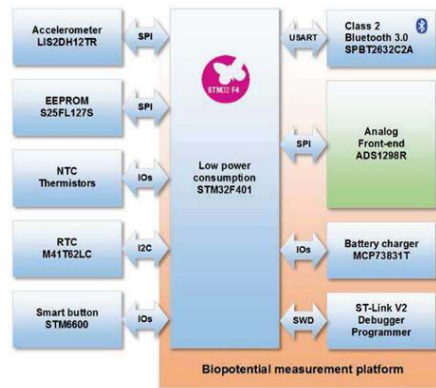 Accelerometer
LIS2DH12TR
SPI
EEPROM
S25FL127S
SPI
NTC
Thermistors
IOs
RTC
M41T62LC
I2C
Smart button
STM6600
IOs
STM32 F4
Low power
consumption
STM32F401
USART
Class 2
Bluetooth 3.0
SPBT2632C2A
SPI
Analog
Front-end
ADS1298R
IOs
Battery charger
MCP73831T
SWD
ST-Link V2
Debugger
Programmer
Biopotential measurement platform